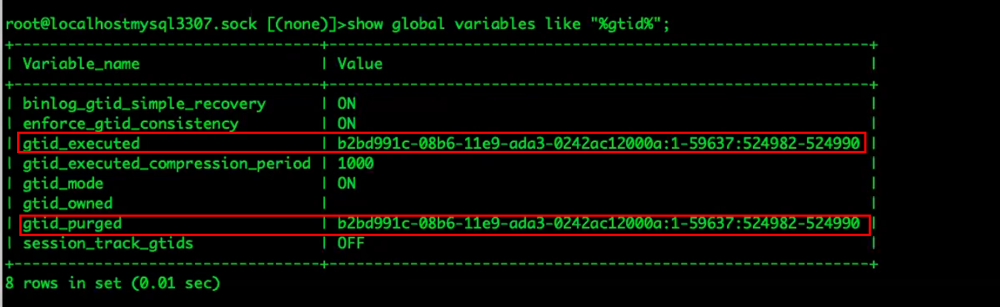 root@localhostmysql3307.sock [(none)]>show global variables like "%gtid%";
+----------------------------------+------------------------------------------------------------+
| Variable_name                    | Value                                                      |
+----------------------------------+------------------------------------------------------------+
| binlog_gtid_simple_recovery      | ON                                                         |
| enforce_gtid_consistency         | ON                                                         |
| gtid_executed                    | b2bd991c-08b6-11e9-ada3-0242ac12000a:1-59637:524982-524990 |
| gtid_executed_compression_period | 1000                                                       |
| gtid_mode                        | ON                                                         |
| gtid_owned                       |                                                            |
| gtid_purged                      | b2bd991c-08b6-11e9-ada3-0242ac12000a:1-59637:524982-524990 |
| session_track_gtids              | OFF                                                        |
+----------------------------------+------------------------------------------------------------+
8 rows in set (0.01 sec)